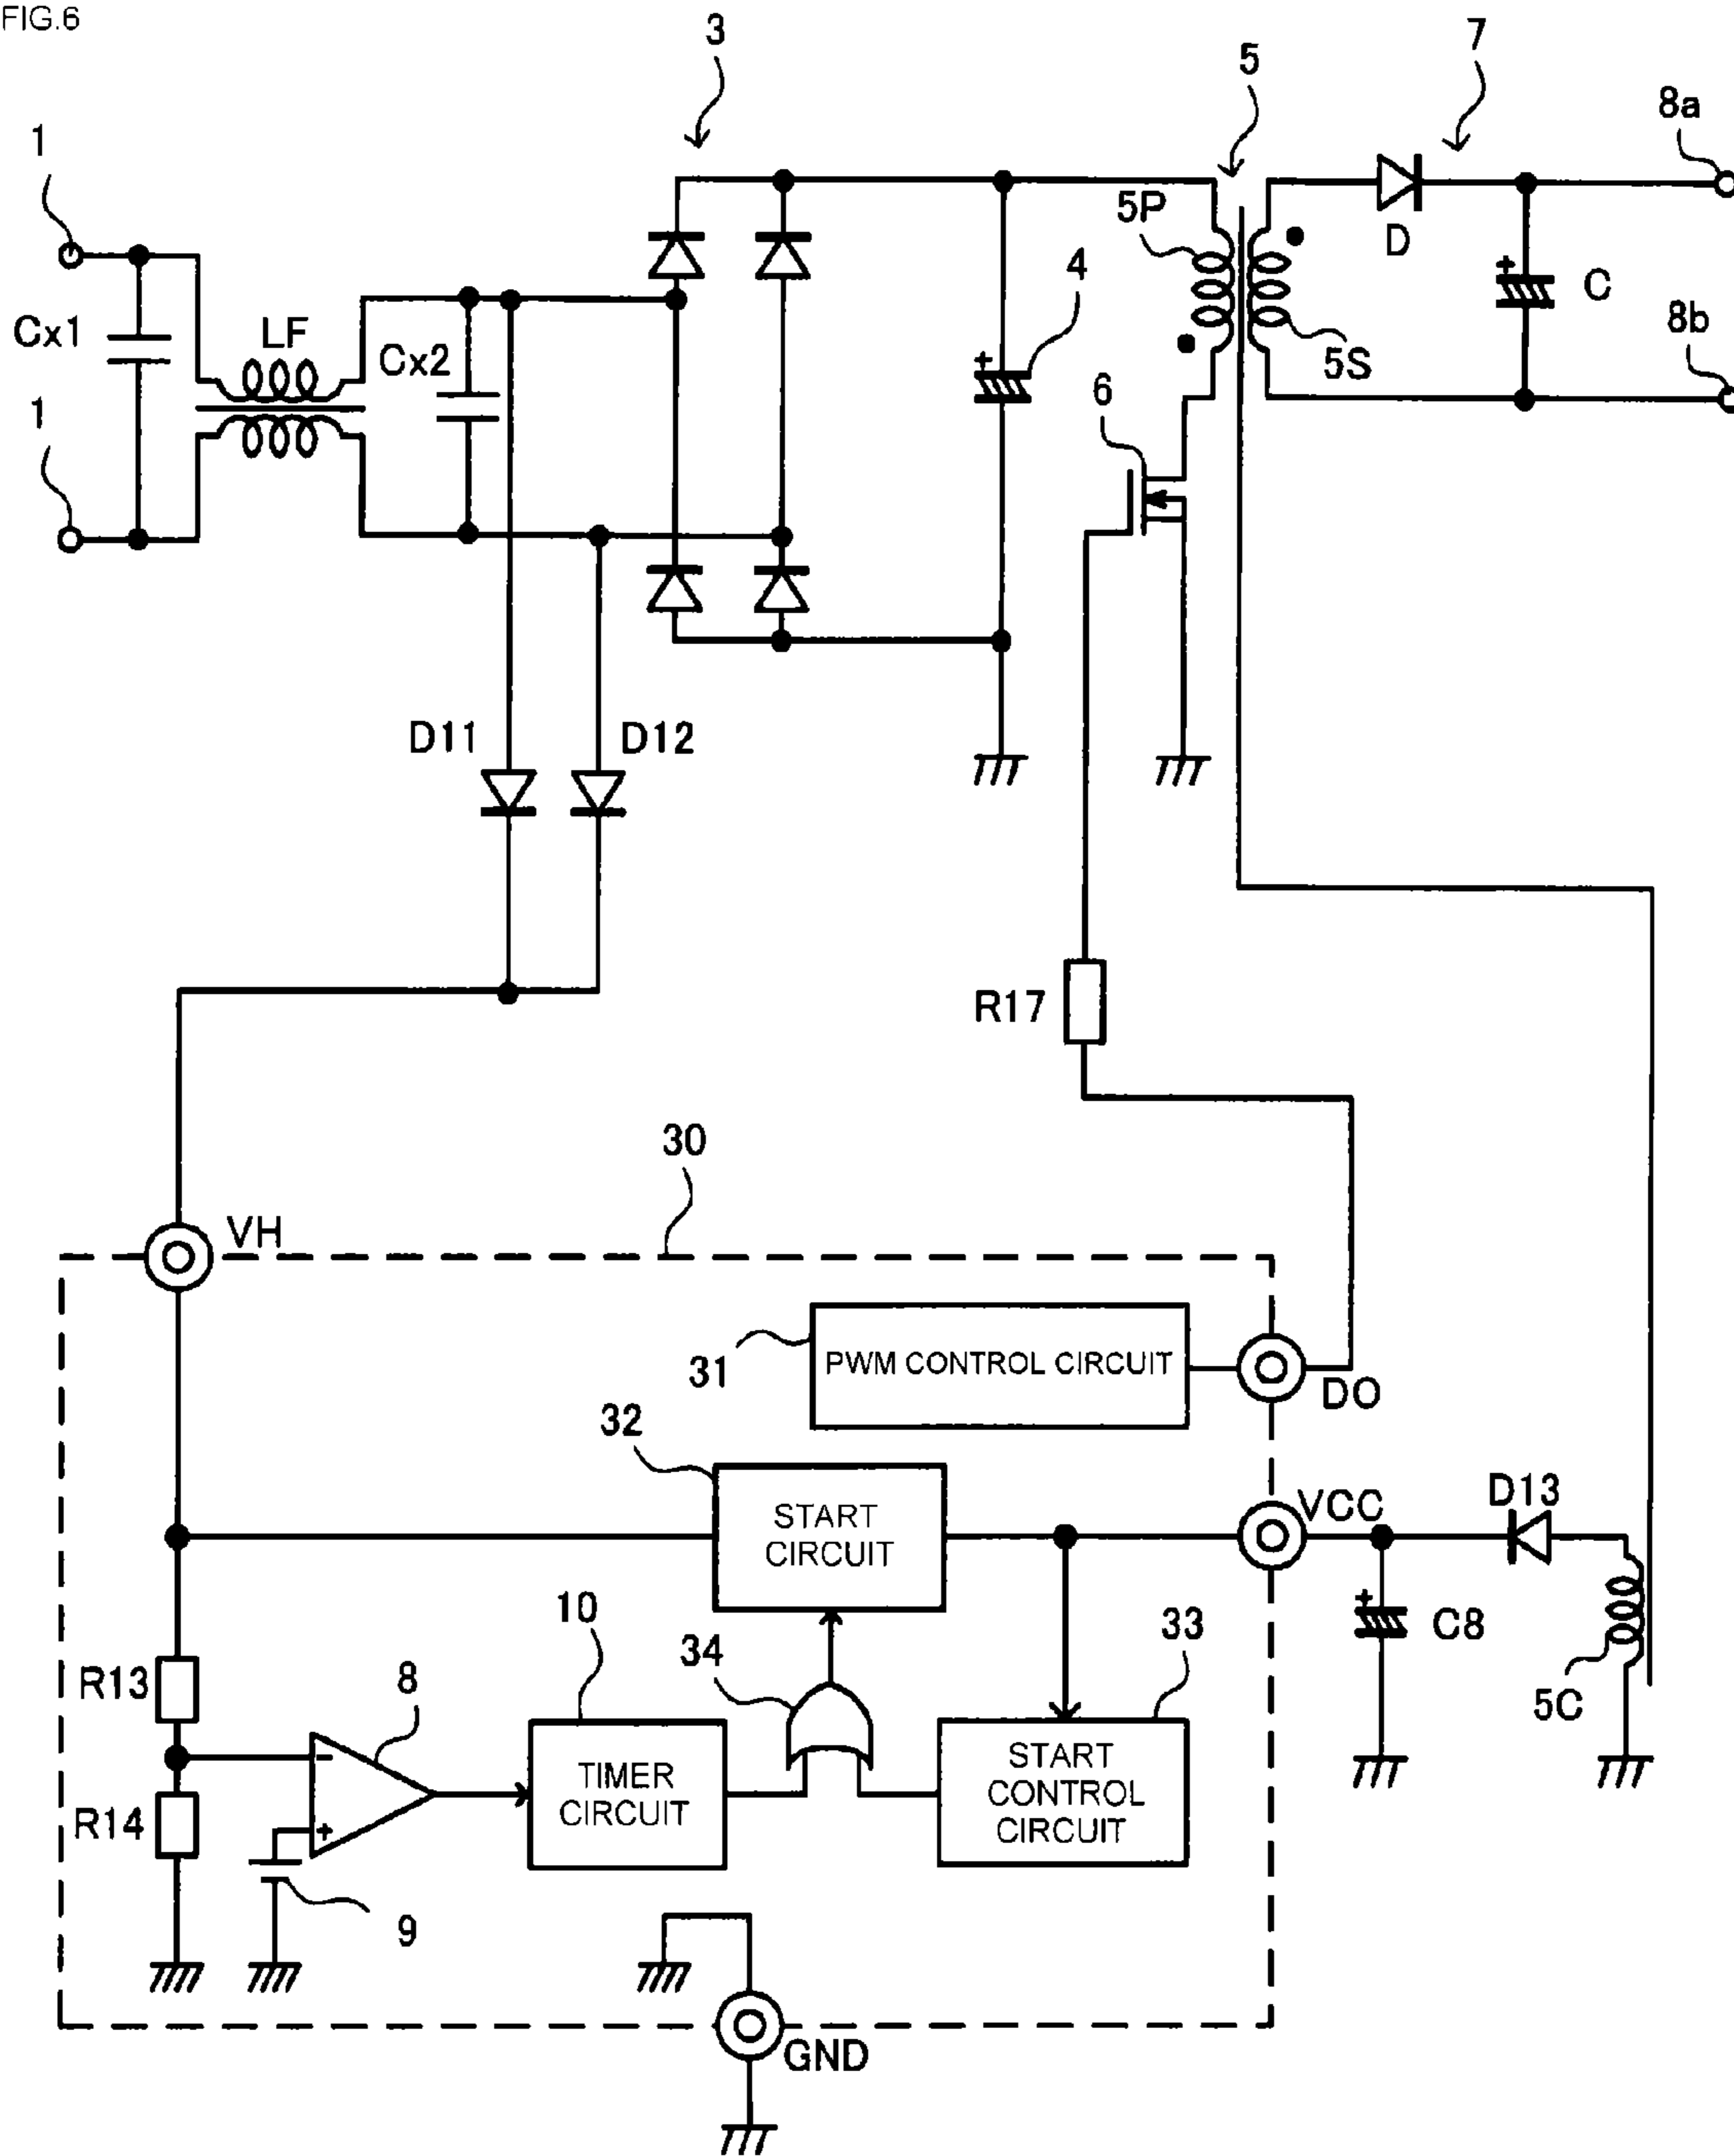 FIG.6
3
5
7
8a
1
5P
D
4
C
Cx1
LF
Cx2
8b
5S
6
1
D11
D12
R17
30
VH
31
PWM CONTROL CIRCUIT
DO
32
START
CIRCUIT
VCC
D13
10
34
33
C8
R13
8
5C
−
TIMER
CIRCUIT
START
CONTROL
CIRCUIT
R14
+
9
GND